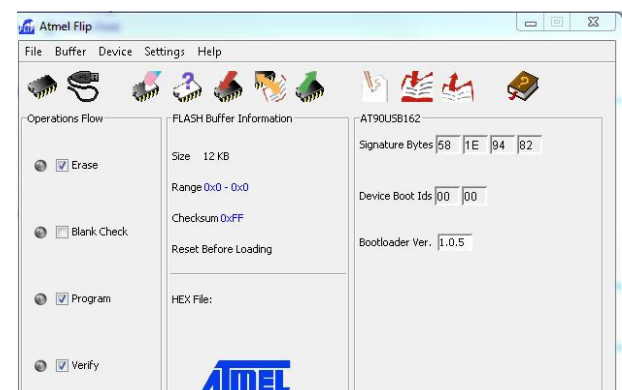 Atmel Flip
File Buffer Device Settings Help
Operations Flow
Erase
Blank Check
Program
Verify
FLASH Buffer Information
Size 12 KB
Range 0x0 - 0x0
Checksum 0xFF
Reset Before Loading
HEX File:
ATMEL
AT90USB162
Signature Bytes 58 1E 94 82
Device Boot Ids 00 00
Bootloader Ver. 1.0.5